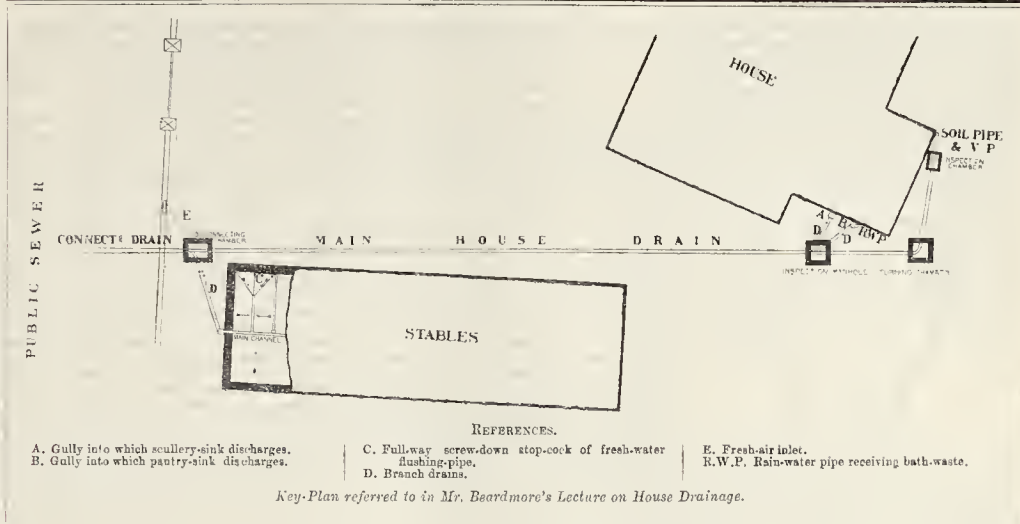 HOUSE
SOIL PIPE
& V P
INSPECTION
CHAMBER
PUBLIC SEWER
E
CONNECTG DRAIN
CHAMBER
MAIN HOUSE DRAIN
A B R W P
D D
INSPECTION MANHOLE TURNING CHAMBER
C
D
MAIN CHANNEL
STABLES
REFERENCES.
A. Gully into which scullery-sink discharges.
B. Gully into which pantry-sink discharges.
C. Full-way screw-down stop-cock of fresh-water
flushing-pipe.
D. Branch drains.
E. Fresh-air inlet.
R.W.P. Rain-water pipe receiving bath-waste.
Key-Plan referred to in Mr. Beardmore's Lecture on House Drainage.